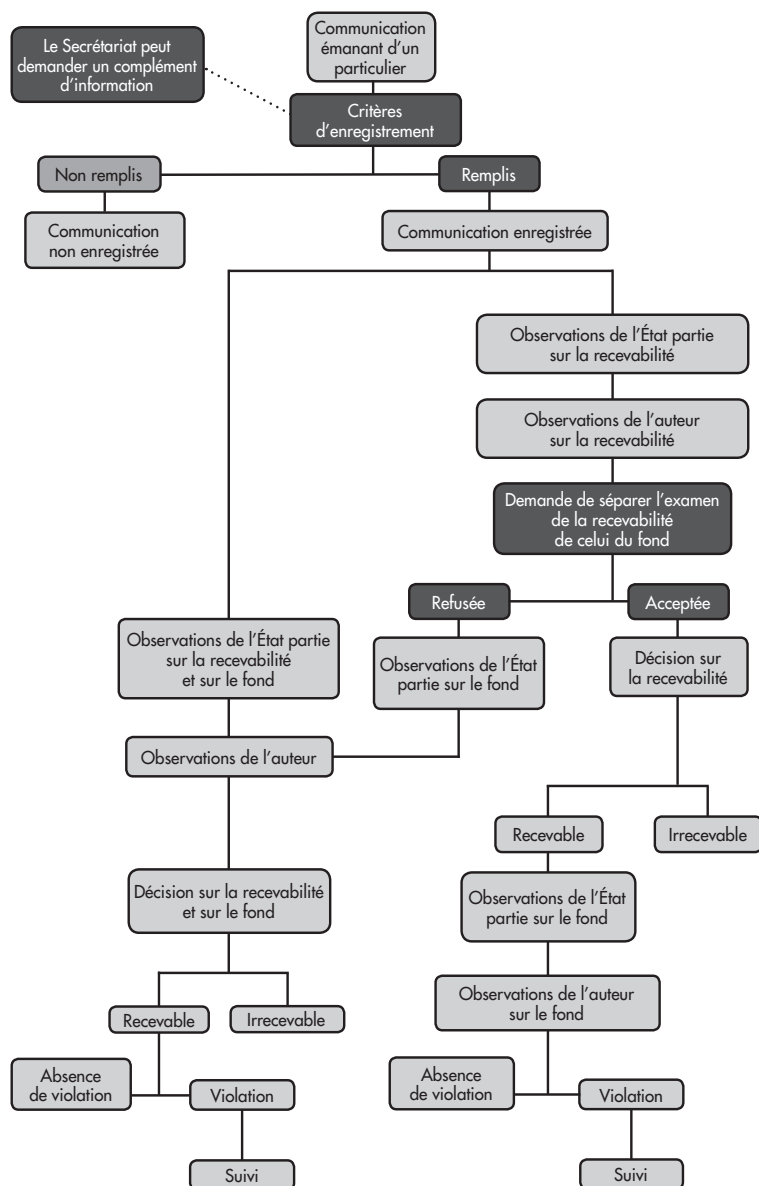 Le Secrétariat peut
demander un complément
d'information
Communication
émanant d'un
particulier
Critères
d'enregistrement
Non remplis
Remplis
Communication
non enregistrée
Communication enregistrée
Observations de l'État partie
sur la recevabilité
Observations de l'auteur
sur la recevabilité
Demande de séparer l'examen
de la recevabilité
de celui du fond
Refusée
Acceptée
Observations de l'État partie
sur la recevabilité
et sur le fond
Observations de l'État
partie sur le fond
Décision sur
la recevabilité
Observations de l'auteur
Recevable
Irrecevable
Décision sur la recevabilité
et sur le fond
Observations de l'État
partie sur le fond
Observations de l'auteur
sur le fond
Recevable
Irrecevable
Absence
de violation
Violation
Absence
de violation
Violation
Suivi
Suivi